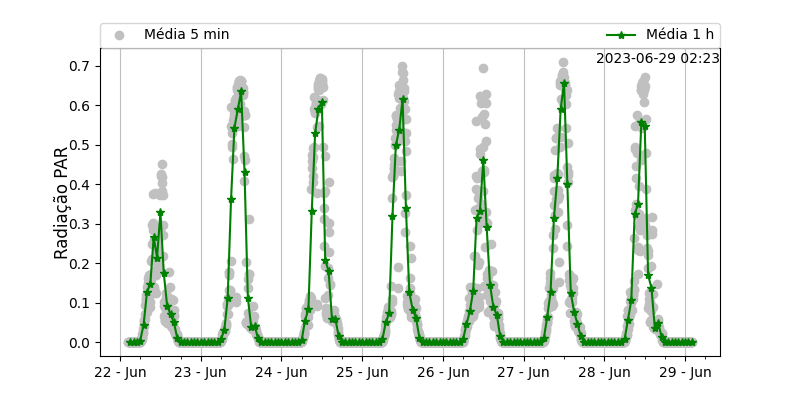 Média 5 min
Média 1 h
2023-06-29 02:23
Radiação PAR
0.7
0.6
0.5
0.4
0.3
0.2
0.1
0.0
22 - Jun
23 - Jun
24 - Jun
25 - Jun
26 - Jun
27 - Jun
28 - Jun
29 - Jun